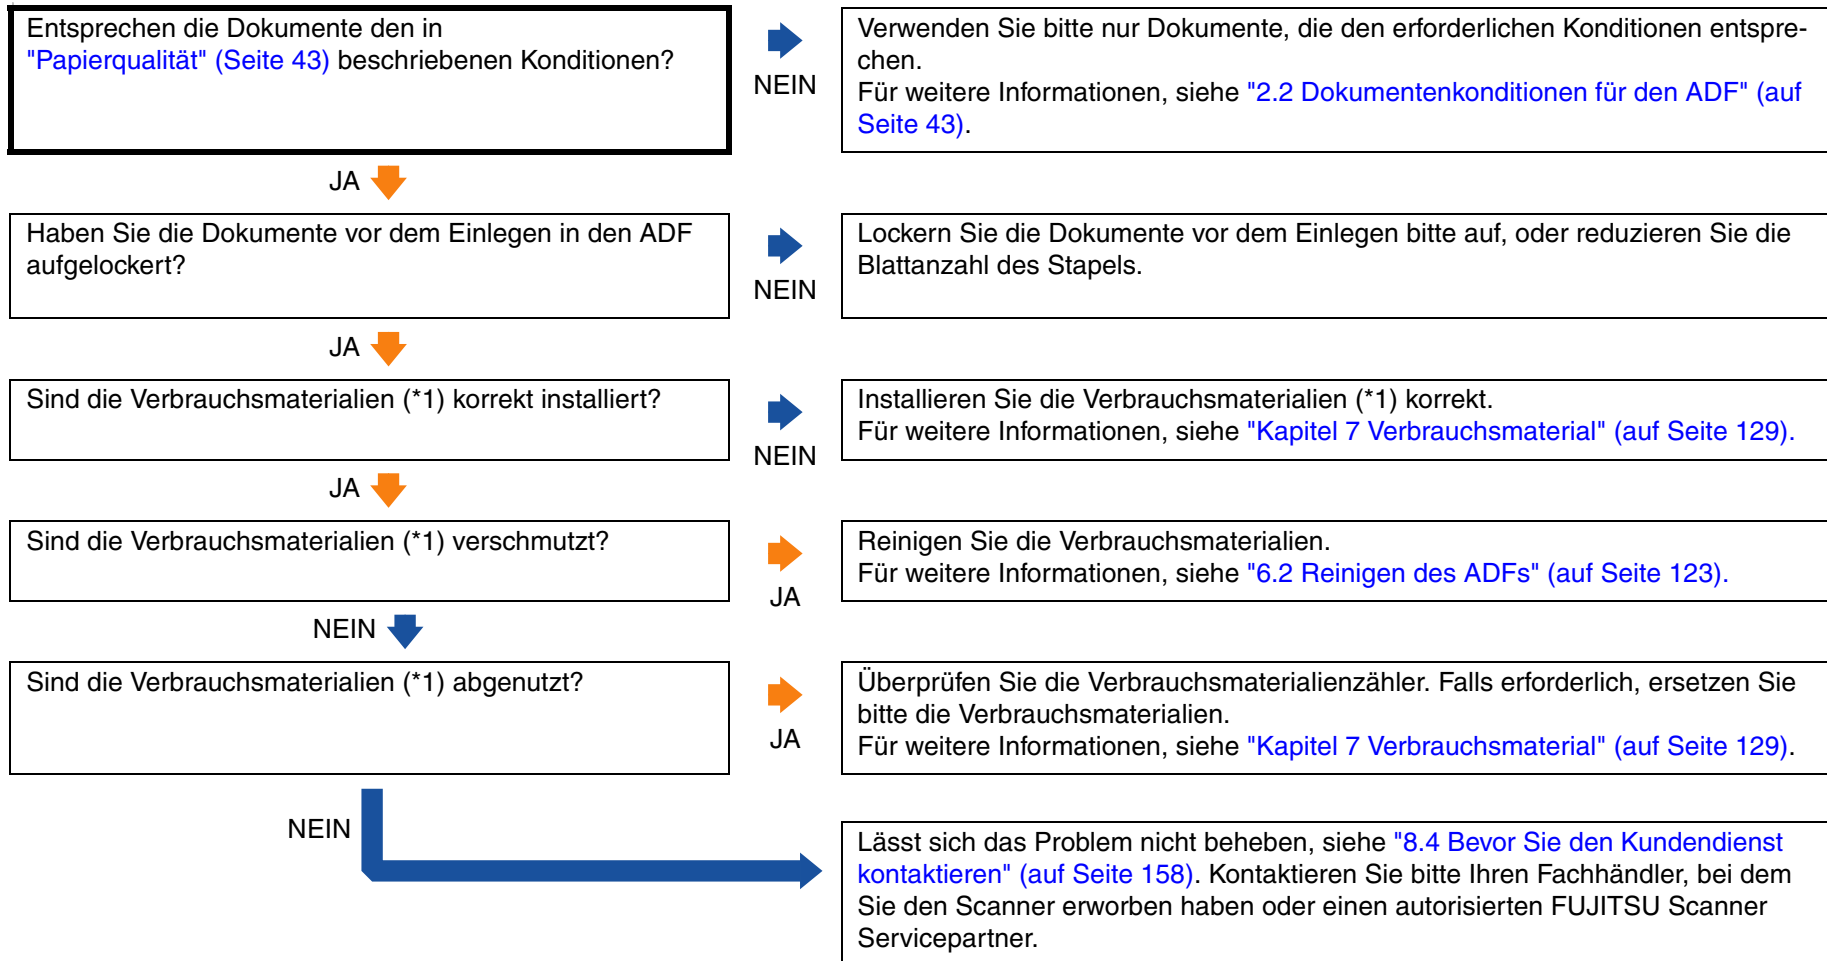 Entsprechen die Dokumente den in
"Papierqualität" (Seite 43) beschriebenen Konditionen?
NEIN
Verwenden Sie bitte nur Dokumente, die den erforderlichen Konditionen entspre-
chen.
Für weitere Informationen, siehe "2.2 Dokumentenkonditionen für den ADF" (auf
Seite 43).
JA
Haben Sie die Dokumente vor dem Einlegen in den ADF
aufgelockert?
NEIN
Lockern Sie die Dokumente vor dem Einlegen bitte auf, oder reduzieren Sie die
Blattanzahl des Stapels.
JA
Sind die Verbrauchsmaterialien (*1) korrekt installiert?
NEIN
Installieren Sie die Verbrauchsmaterialien (*1) korrekt.
Für weitere Informationen, siehe "Kapitel 7 Verbrauchsmaterial" (auf Seite 129).
JA
Sind die Verbrauchsmaterialien (*1) verschmutzt?
JA
Reinigen Sie die Verbrauchsmaterialien.
Für weitere Informationen, siehe "6.2 Reinigen des ADFs" (auf Seite 123).
NEIN
Sind die Verbrauchsmaterialien (*1) abgenutzt?
JA
Überprüfen Sie die Verbrauchsmaterialienzähler. Falls erforderlich, ersetzen Sie
bitte die Verbrauchsmaterialien.
Für weitere Informationen, siehe "Kapitel 7 Verbrauchsmaterial" (auf Seite 129).
NEIN
Lässt sich das Problem nicht beheben, siehe "8.4 Bevor Sie den Kundendienst
kontaktieren" (auf Seite 158). Kontaktieren Sie bitte Ihren Fachhändler, bei dem
Sie den Scanner erworben haben oder einen autorisierten FUJITSU Scanner
Servicepartner.